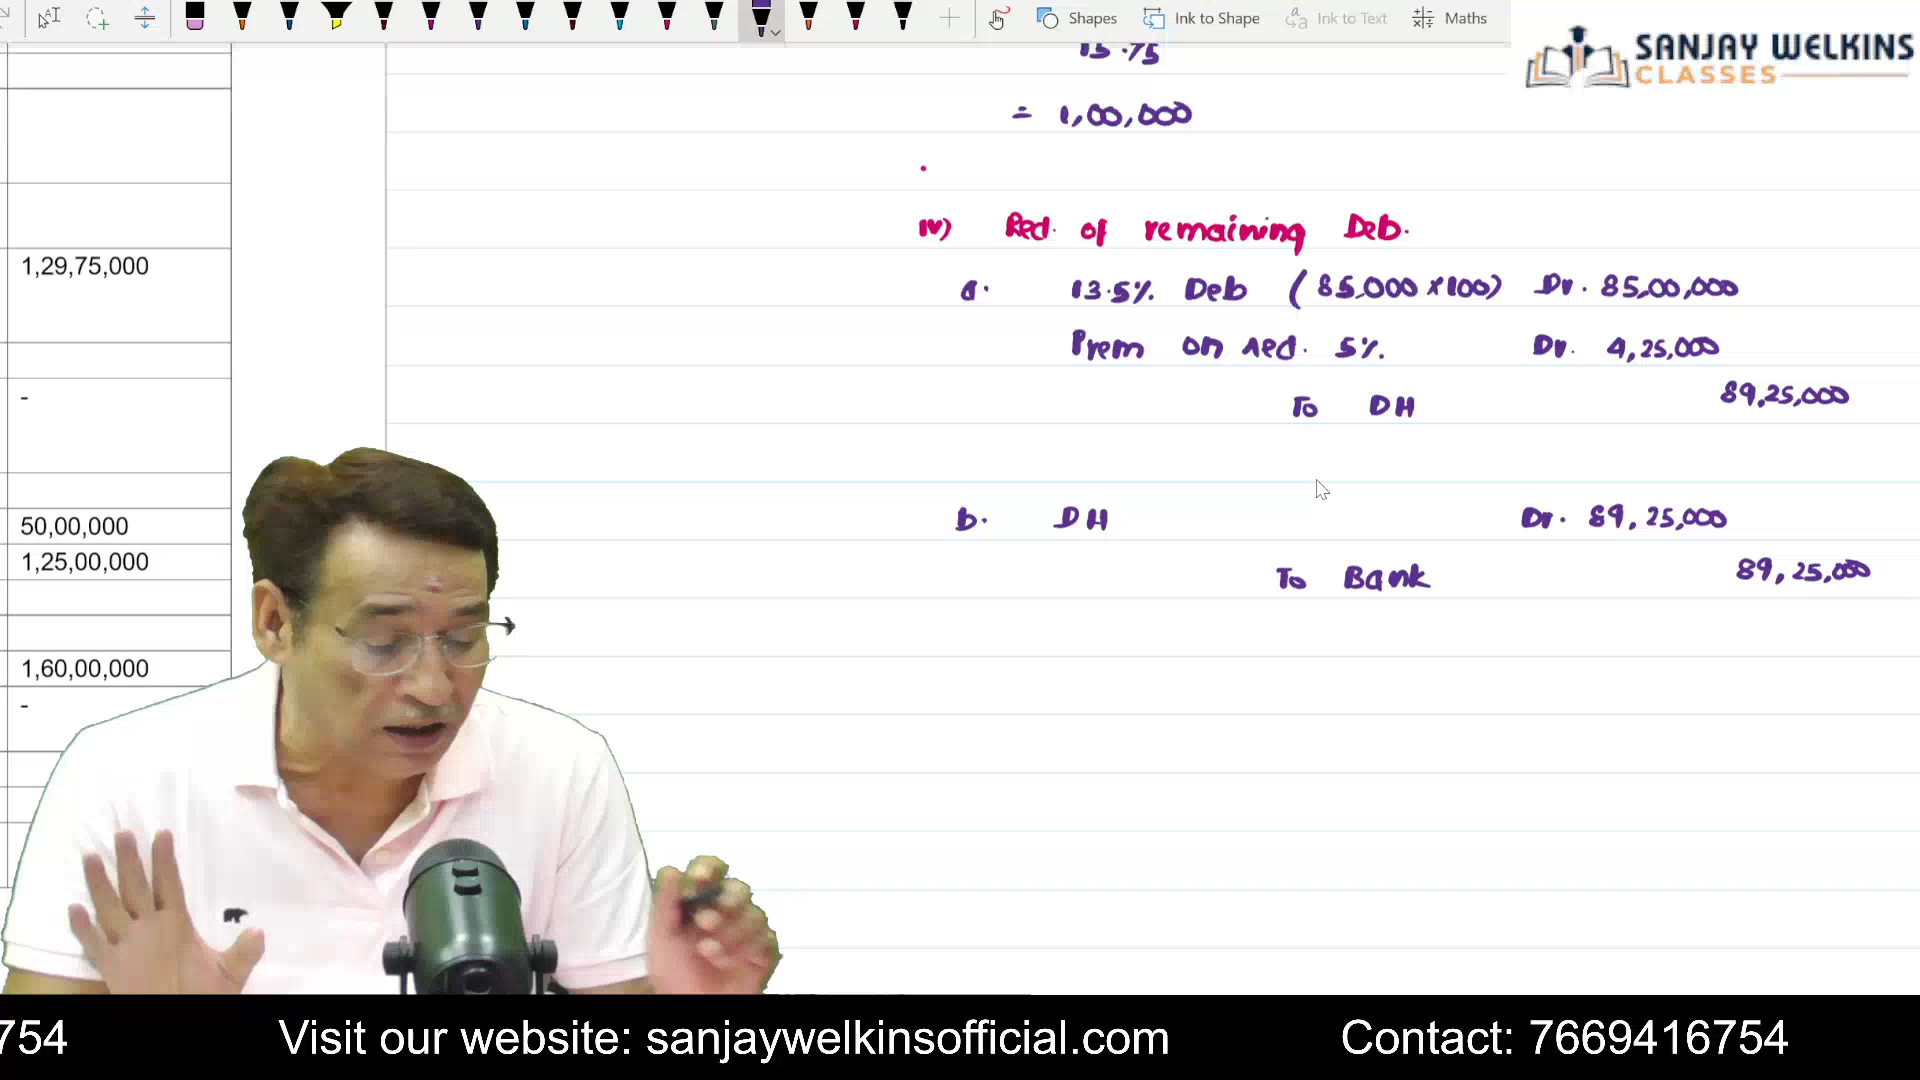 Shapes
Ink to Shape
Ink to Text
Maths
SANJAY WELKINS
CLASSES
13.75
= 1,00,000
IV) Red. of remaining Deb.
a. 13.5% Deb (85,000 × 100) Dr. 85,00,000
Prem on red. 5% Dr. 4,25,000
To DH 89,25,000
b. DH Dr. 89,25,000
To Bank 89,25,000
1,29,75,000
-
50,00,000
1,25,00,000
1,60,00,000
-
754 Visit our website: sanjaywelkinsofficial.com Contact: 7669416754